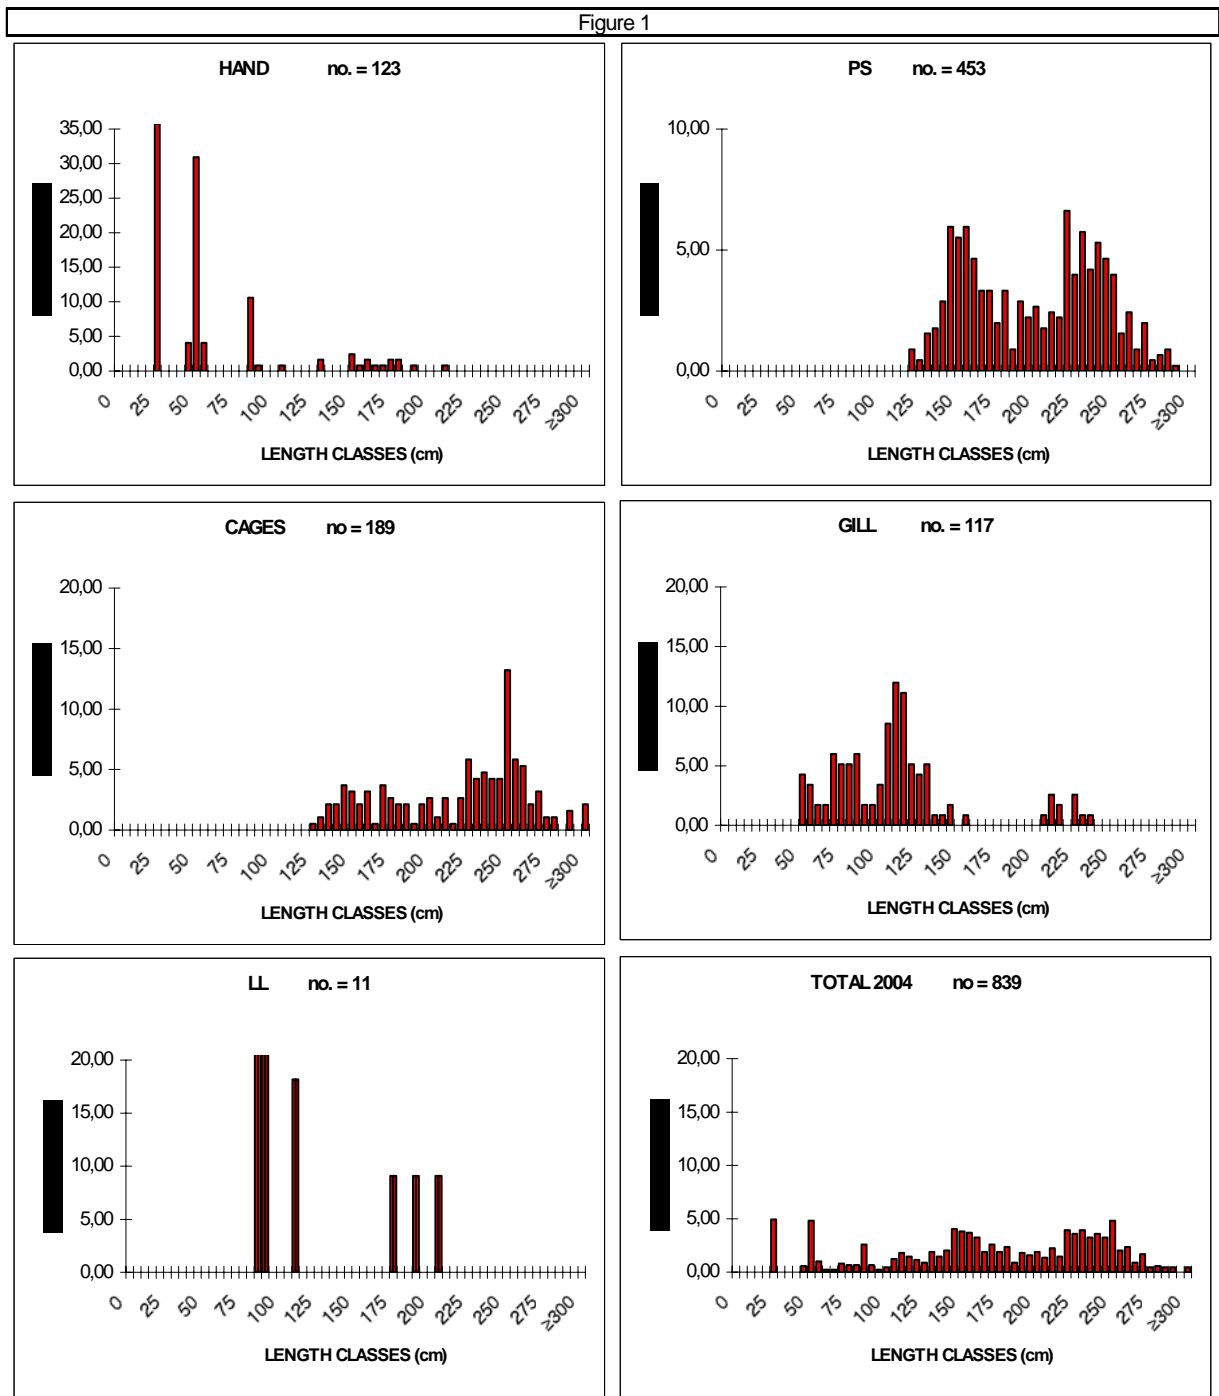 Figure 1
HAND no. = 123
35,00
30,00
25,00
20,00
15,00
10,00
5,00
0,00
0 25 50 75 100 125 150 175 200 225 250 275 ≥300
LENGTH CLASSES (cm)
PS no. = 453
10,00
5,00
0,00
0 25 50 75 100 125 150 175 200 225 250 275 ≥300
LENGTH CLASSES (cm)
CAGES no = 189
20,00
15,00
10,00
5,00
0,00
0 25 50 75 100 125 150 175 200 225 250 275 ≥300
LENGTH CLASSES (cm)
GILL no. = 117
20,00
15,00
10,00
5,00
0,00
0 25 50 75 100 125 150 175 200 225 250 275 ≥300
LENGTH CLASSES (cm)
LL no. = 11
20,00
15,00
10,00
5,00
0,00
0 25 50 75 100 125 150 175 200 225 250 275 ≥300
LENGTH CLASSES (cm)
TOTAL 2004 no = 839
20,00
15,00
10,00
5,00
0,00
0 25 50 75 100 125 150 175 200 225 250 275 ≥300
LENGTH CLASSES (cm)